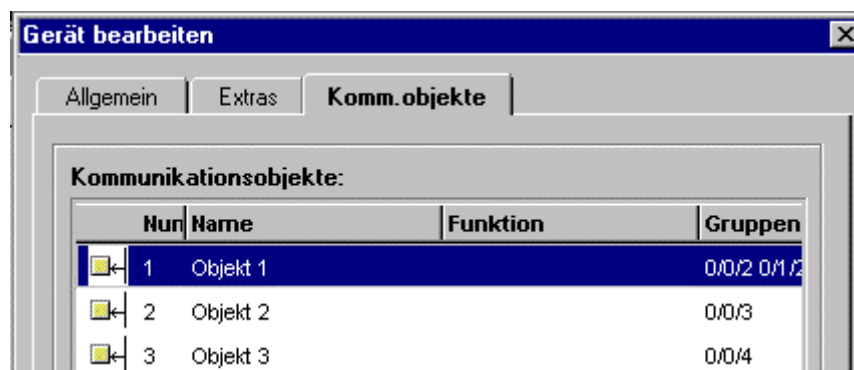 Gerät bearbeiten
Allgemein Extras Komm.objekte
Kommunikationsobjekte:
Num Name Funktion Gruppen
1 Objekt 1 0/0/2 0/1/2
2 Objekt 2 0/0/3
3 Objekt 3 0/0/4